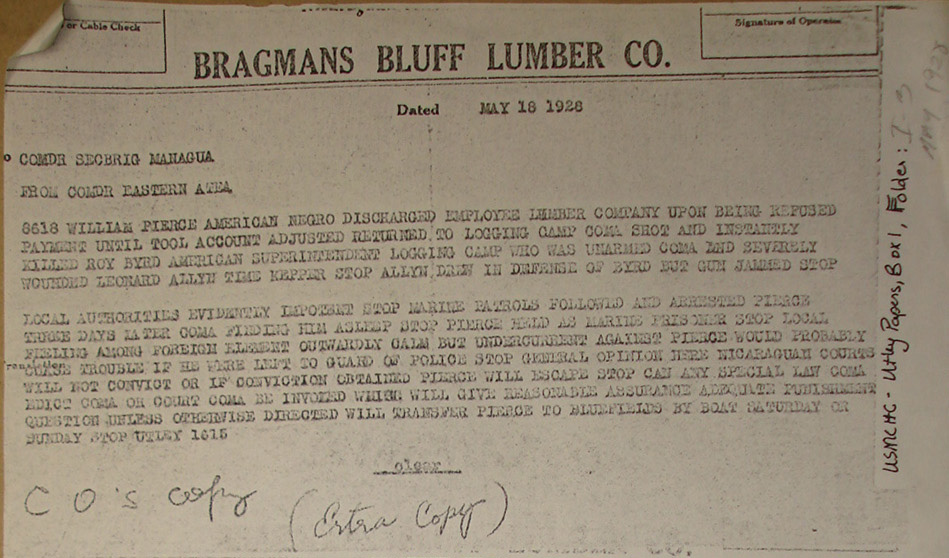 er Cable Check
Signature of Operator
BRAGMANS BLUFF LUMBER CO.
Dated MAY 18 1928
o COMDR SECBRIG MANAGUA
FROM COMDR EASTERN ATEA
8618 WILLIAM PIERCE AMERICAN NEGRO DISCHARGED EMPLOYEE LUMBER COMPANY UPON BEING REFUSED
PAYMENT UNTIL TOOL ACCOUNT ADJUSTED RETURNED TO LOGGING CAMP COMA SHOT AND INSTANTLY
KILLED ROY BYRD AMERICAN SUPERINTENDENT LOGGING CAMP WHO WAS UNARMED COMA END SEVERELY
WOUNDED LEONARD ALLYN TIME KEPPER STOP ALLYN DREW IN DEFENSE OF BYRD BUT GUN JAMMED STOP
LOCAL AUTHORITIES EVIDENTLY IMPOTENT STOP MARINE PATROLS FOLLOWED AND ARRESTED PIERCE
THREE DAYS LATER COMA FINDING HIM ASLEEP STOP PIERCE HELD AS MARINE PRISONER STOP LOCAL
FIELING AMONG FOREIGN ELEMENT OUTWARDLY CALM BUT UNDERCURRENT AGAINST PIERCE WOULD PROBABLY
CAUSE TROUBLE IF HE WERE LEFT TO GUARD OF POLICE STOP GENERAL OPINION HERE NICARAGUAN COURTS
WILL NOT CONVICT OR IF CONVICTION OBTAINED PIERCE WILL ESCAPE STOP CAN ANY SPECIAL LAW COMA
EDICT COMA OR COURT COMA BE INVOKED WHICH WILL GIVE REASONABLE ASSURANCE ADEQUATE PUNISHMENT
QUESTION UNLESS OTHERWISE DIRECTED WILL TRANSFER PIERCE TO BLUEFIELDS BY BOAT SATURDAY OR
SUNDAY STOP UTLEY 1615
clear
C O's copy
(Extra Copy)
CO.
USMCHC - Utley Papers, Box 1, Folder: I-3
May 1928